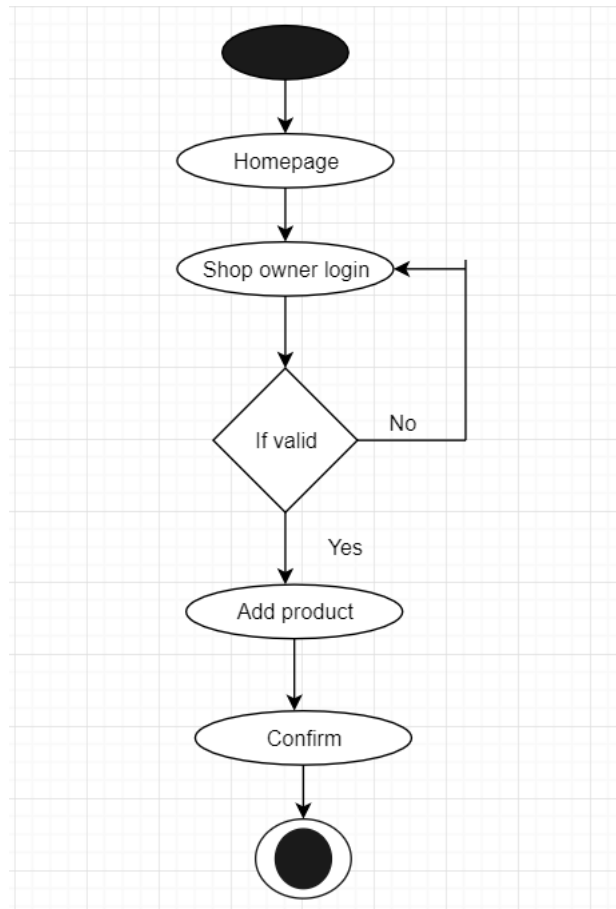 Homepage
Shop owner login
If valid
No
Yes
Add product
Confirm